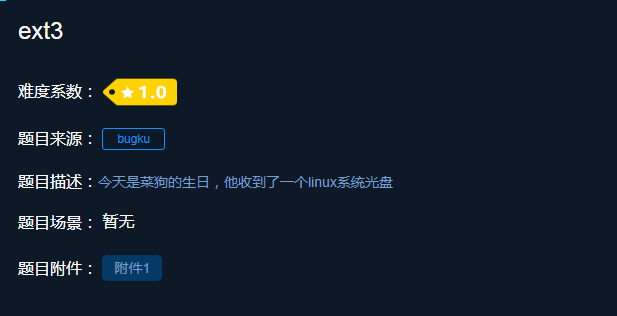 ext3
难度系数： 1.0
题目来源： bugku
题目描述：今天是菜狗的生日，他收到了一个linux系统光盘
题目场景： 暂无
题目附件： 附件1